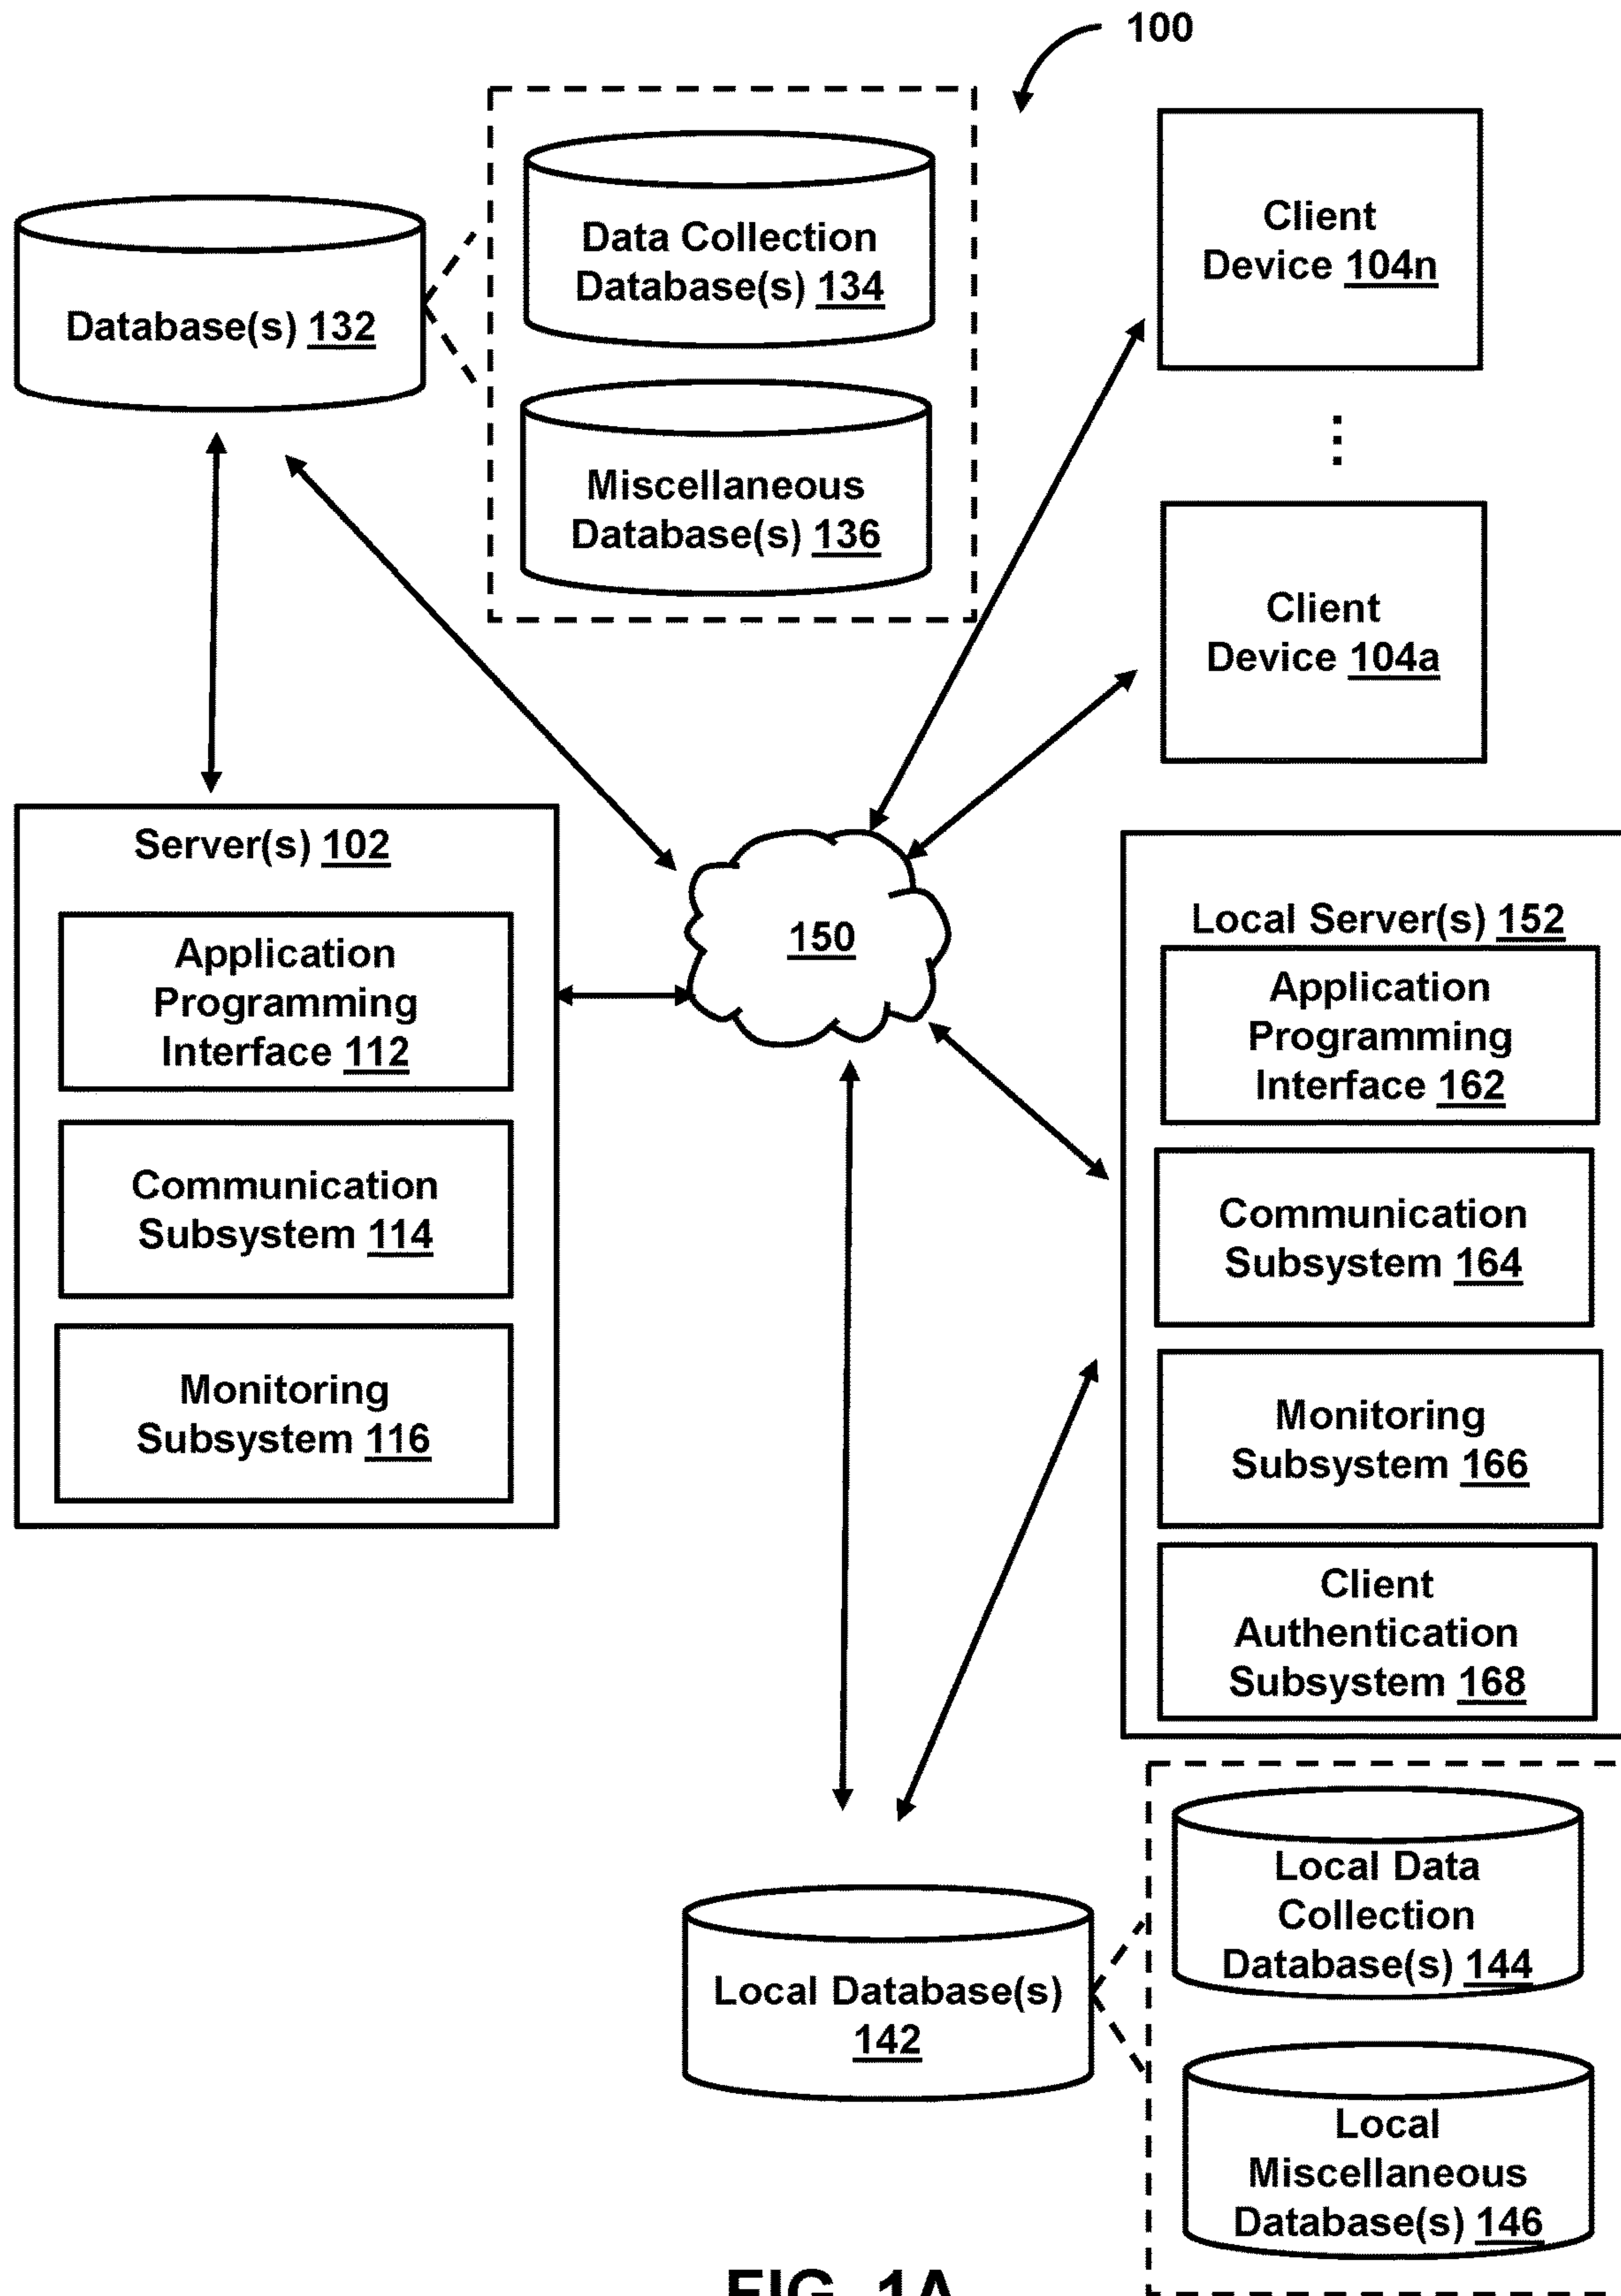 100
Data Collection
Database(s) 134
Database(s) 132
Miscellaneous
Database(s) 136
Client
Device 104n
⋮
Client
Device 104a
Server(s) 102
Application
Programming
Interface 112
Communication
Subsystem 114
Monitoring
Subsystem 116
150
Local Server(s) 152
Application
Programming
Interface 162
Communication
Subsystem 164
Monitoring
Subsystem 166
Client
Authentication
Subsystem 168
Local Database(s)
142
Local Data
Collection
Database(s) 144
Local
Miscellaneous
Database(s) 146
FIG. 1A